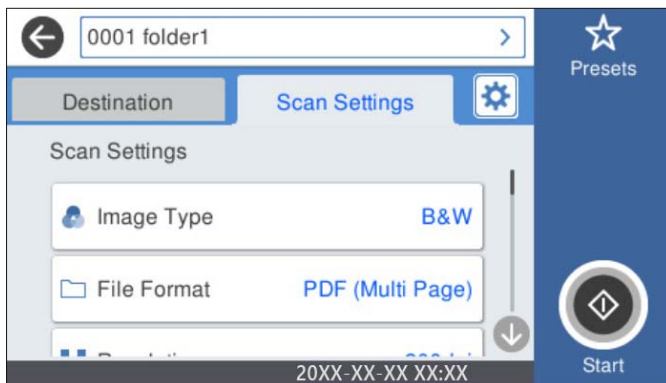 0001 folder1
Presets
Destination
Scan Settings
Scan Settings
Image Type
B&W
File Format
PDF (Multi Page)
20XX-XX-XX XX:XX
Start